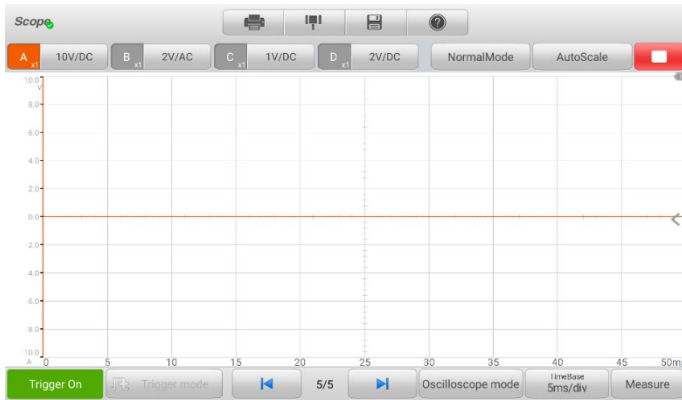 Scope
A x1 10V/DC B x1 2V/AC C x1 1V/DC D x1 2V/DC NormalMode AutoScale
10.0
V
8.0
6.0
4.0
2.0
0.0
2.0
4.0
6.0
8.0
10.0
A 0 5 10 15 20 25 30 35 40 45 50m
Trigger On Trigger mode 5/5 Oscilloscope mode TimeBase 5ms/div Measure